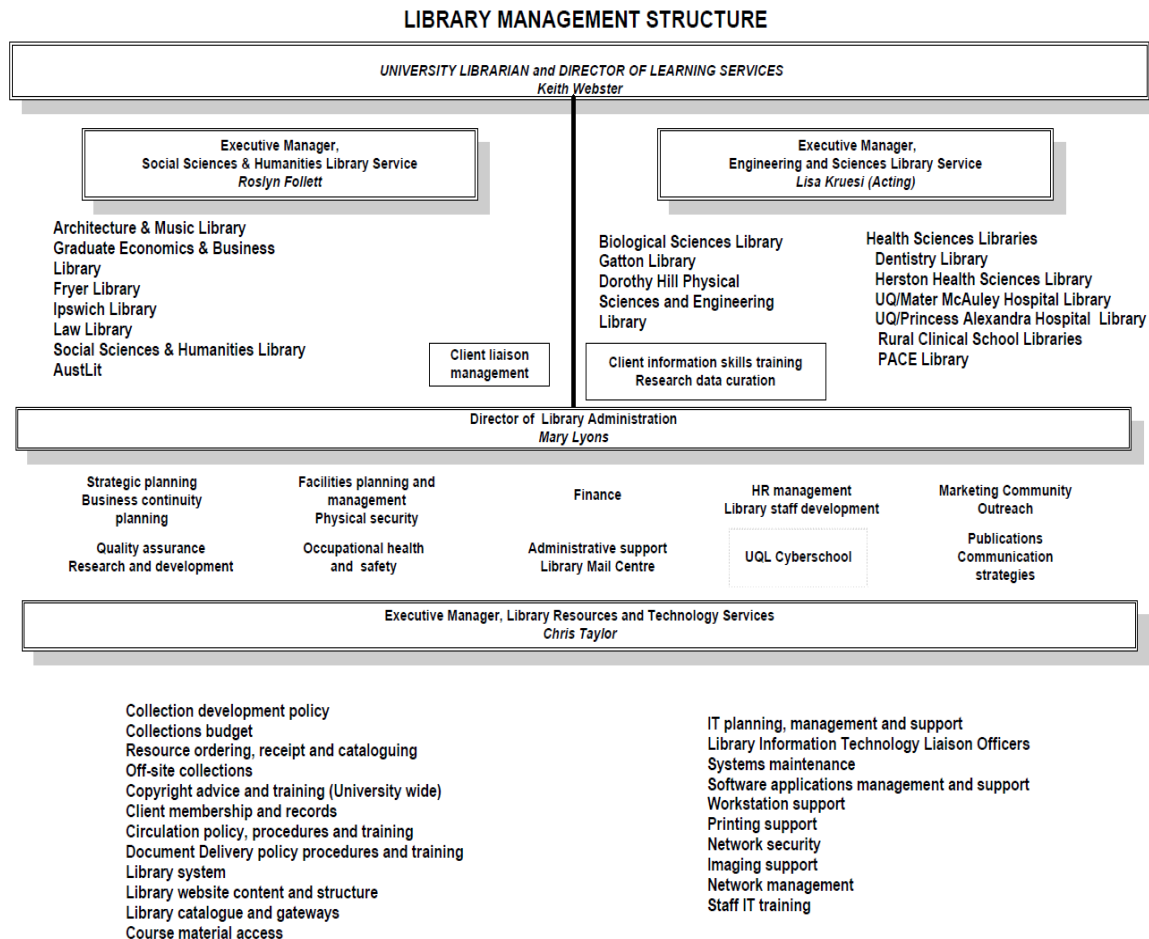 LIBRARY MANAGEMENT STRUCTURE
UNIVERSITY LIBRARIAN and DIRECTOR OF LEARNING SERVICES
Keith Webster
Executive Manager,
Social Sciences & Humanities Library Service
Roslyn Follett
Executive Manager,
Engineering and Sciences Library Service
Lisa Kruesi (Acting)
Architecture & Music Library
Graduate Economics & Business
Library
Fryer Library
Ipswich Library
Law Library
Social Sciences & Humanities Library
AustLit
Client liaison
management
Biological Sciences Library
Gatton Library
Dorothy Hill Physical
Sciences and Engineering
Library
Client information skills training
Research data curation
Health Sciences Libraries
Dentistry Library
Herston Health Sciences Library
UQ/Mater McAuley Hospital Library
UQ/Princess Alexandra Hospital Library
Rural Clinical School Libraries
PACE Library
Director of Library Administration
Mary Lyons
Strategic planning
Business continuity
planning
Facilities planning and
management
Physical security
Finance
HR management
Library staff development
Marketing Community
Outreach
Quality assurance
Research and development
Occupational health
and safety
Administrative support
Library Mail Centre
UQL Cyberschool
Publications
Communication
strategies
Executive Manager, Library Resources and Technology Services
Chris Taylor
Collection development policy
Collections budget
Resource ordering, receipt and cataloguing
Off-site collections
Copyright advice and training (University wide)
Client membership and records
Circulation policy, procedures and training
Document Delivery policy procedures and training
Library system
Library website content and structure
Library catalogue and gateways
Course material access
IT planning, management and support
Library Information Technology Liaison Officers
Systems maintenance
Software applications management and support
Workstation support
Printing support
Network security
Imaging support
Network management
Staff IT training